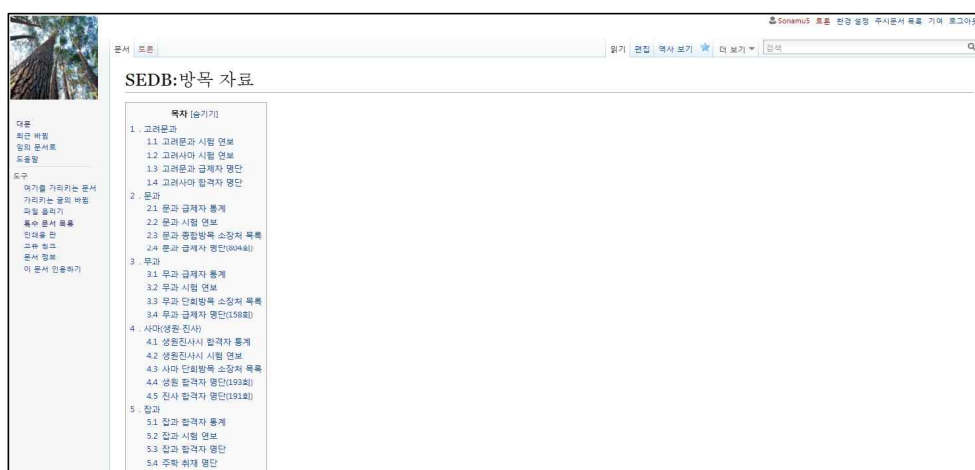 Sonamu5 토론 환경 설정 주시문서 목록 기여 로그아웃
문서 토론
읽기 편집 역사 보기 더 보기 검색
SEDB:방목 자료
대문
최근 바뀜
임의 문서로
도움말
도구
여기를 가리키는 문서
가리키는 글의 바뀜
파일 올리기
특수 문서 목록
인쇄용 판
고유 링크
문서 정보
이 문서 인용하기
목차 [숨기기]
1 . 고려문과
1.1 고려문과 시험 연보
1.2 고려사마 시험 연보
1.3 고려문과 급제자 명단
1.4 고려사마 합격자 명단
2 . 문과
2.1 문과 급제자 통계
2.2 문과 시험 연보
2.3 문과 종합방목 소장처 목록
2.4 문과 급제자 명단(804회)
3 . 무과
3.1 무과 급제자 통계
3.2 무과 시험 연보
3.3 무과 단회방목 소장처 목록
3.4 무과 급제자 명단(158회)
4 . 사마(생원·진사)
4.1 생원진사시 합격자 통계
4.2 생원진사시 시험 연보
4.3 사마 단회방목 소장처 목록
4.4 생원 합격자 명단(193회)
4.5 진사 합격자 명단(191회)
5 . 잡과
5.1 잡과 합격자 통계
5.2 잡과 시험 연보
5.3 잡과 합격자 명단
5.4 주학 취재 명단